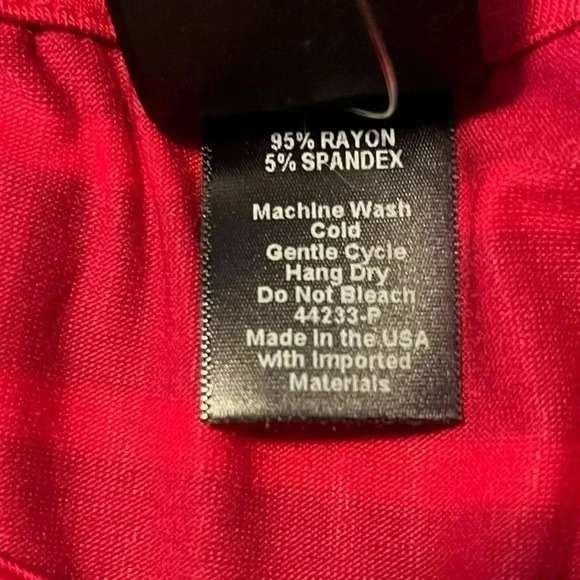 95% RAYON
5% SPANDEX
Machine Wash
Cold
Gentle Cycle
Hang Dry
Do Not Bleach
44233-P
Made in the USA
with Imported
Materials